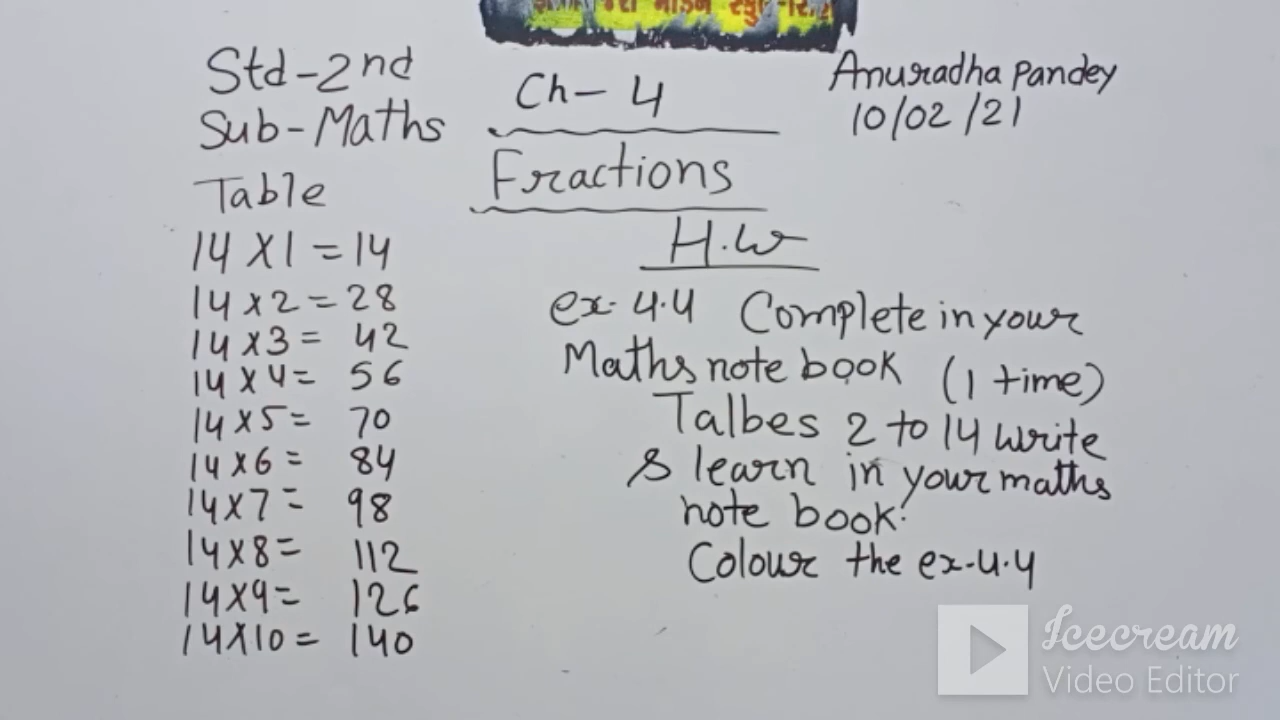 Std-2nd
Sub-Maths
Ch-4
Anuradha Pandey
10/02/21
Fractions
Table
14X1=14
14x2=28
14x3= 42
14x4= 56
14x5= 70
14x6= 84
14x7= 98
14x8= 112
14x9= 126
14x10= 140
H.W
ex-4.4 Complete in your
Maths note book (1 time)
Talbes 2 to 14 write
& learn in your maths
note book.
Colour the ex-4.4
Icecream
Video Editor